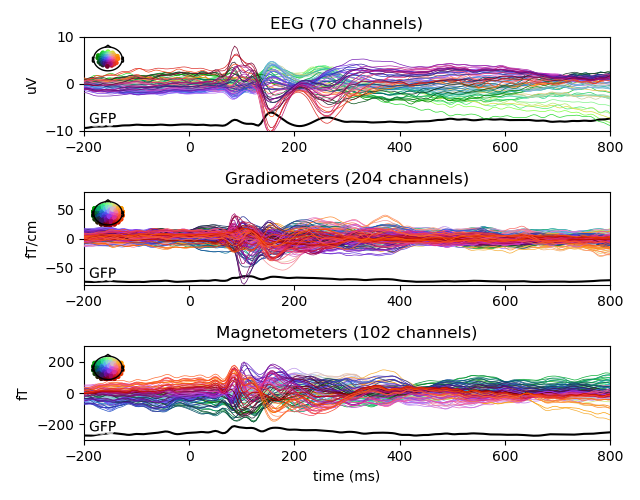 EEG (70 channels)
10
0
−10
uV
GFP
−200 0 200 400 600 800
Gradiometers (204 channels)
50
0
−50
fT/cm
GFP
−200 0 200 400 600 800
Magnetometers (102 channels)
200
0
−200
fT
GFP
−200 0 200 400 600 800
time (ms)